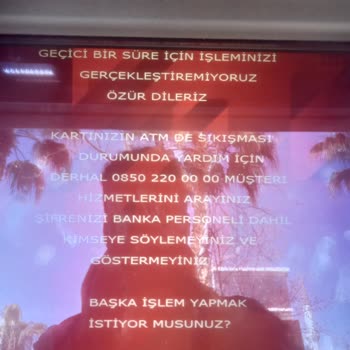 GEÇİCİ BİR SÜRE İÇİN İŞLEMİNİZİ
GERÇEKLEŞTİREMİYORUZ
ÖZÜR DİLERİZ
KARTINIZIN ATM DE SIKIŞMASI
DURUMUNDA YARDIM İÇİN
DERHAL 0850 220 00 00 MÜŞTERİ
HİZMETLERİNİ ARAYINIZ
ŞİFRENİZİ BANKA PERSONELİ DAHİL
KİMSEYE SÖYLEMEYİNİZ VE
GÖSTERMEYİNİZ
BAŞKA İŞLEM YAPMAK
İSTİYOR MUSUNUZ?